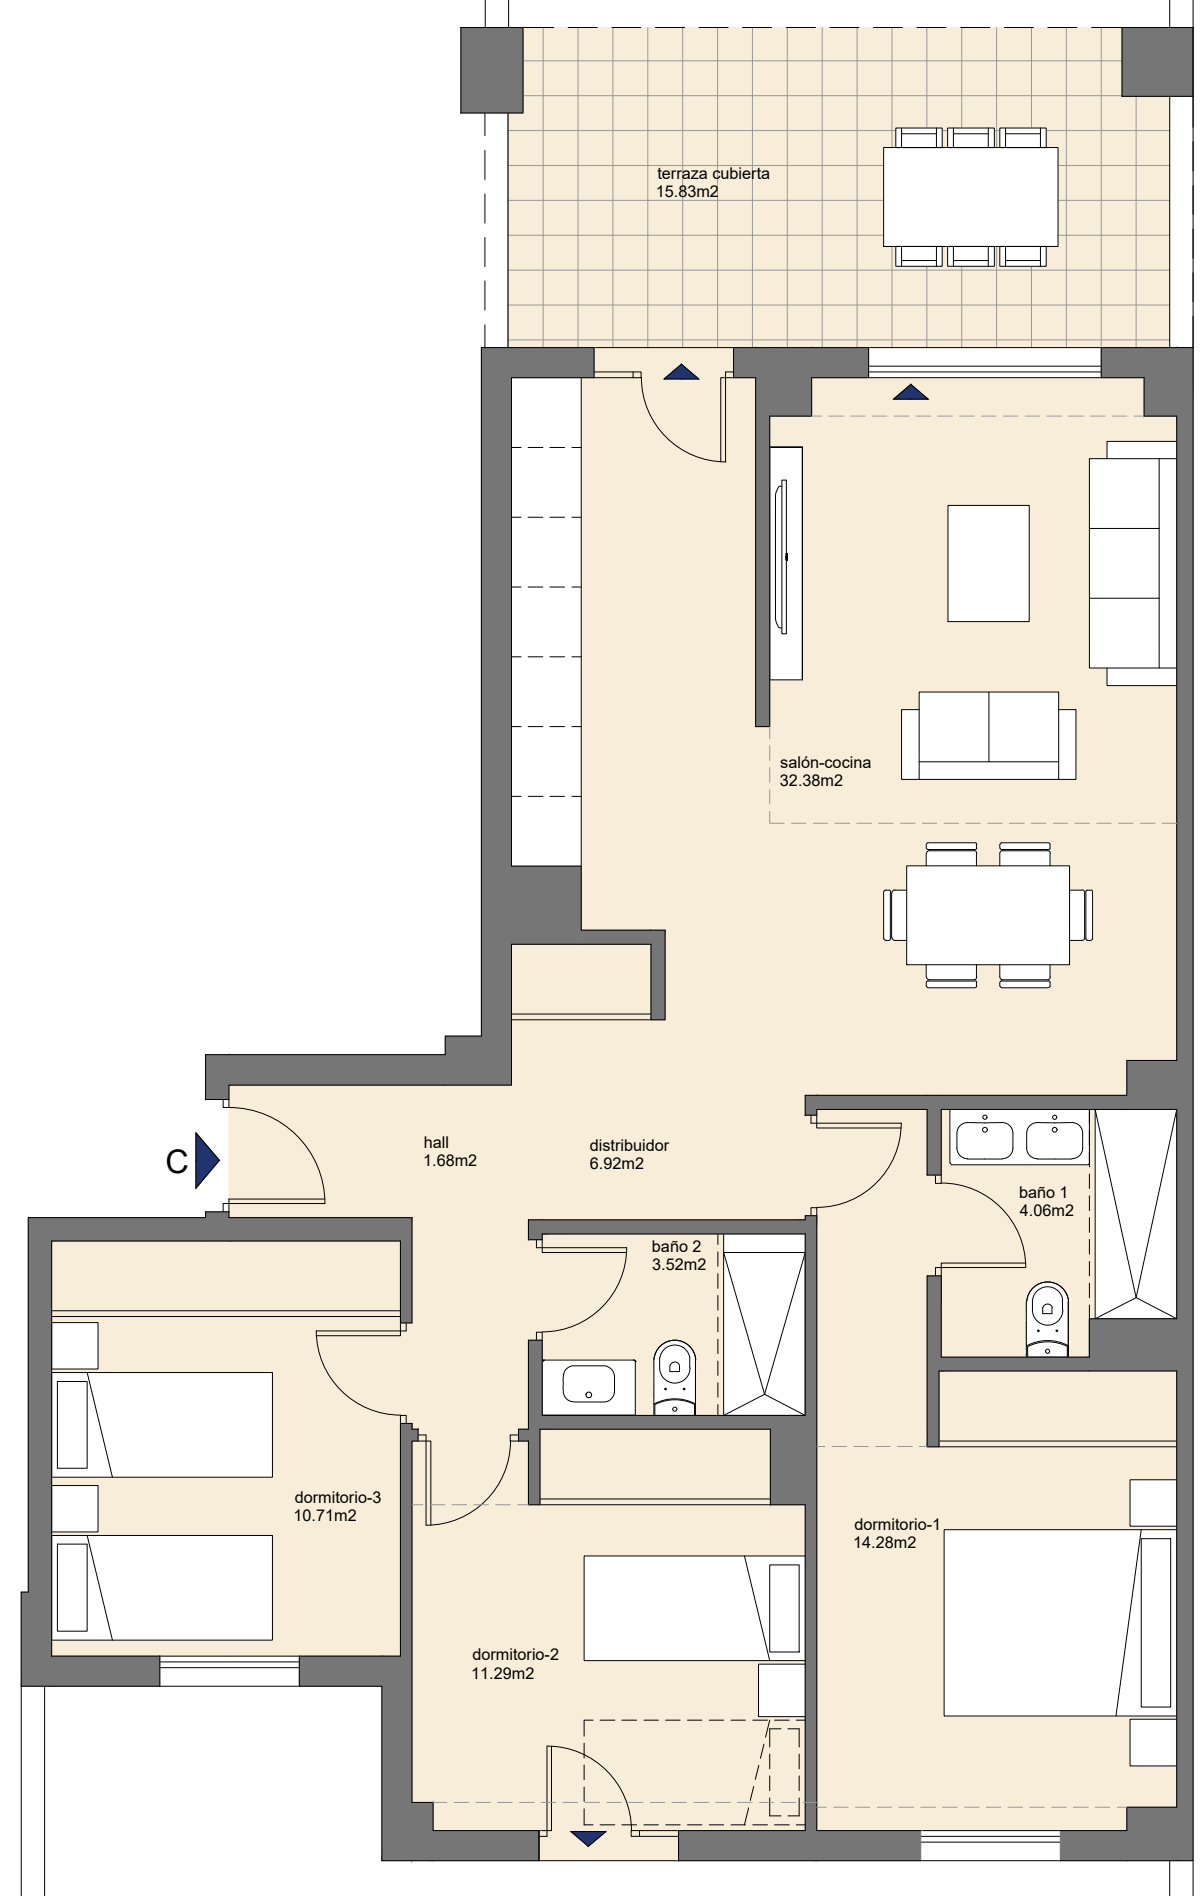 terraza cubierta
15.83m2
salón-cocina
32.38m2
hall
1.68m2
distribuidor
6.92m2
C
baño 1
4.06m2
baño 2
3.52m2
dormitorio-3
10.71m2
dormitorio-1
14.28m2
dormitorio-2
11.29m2